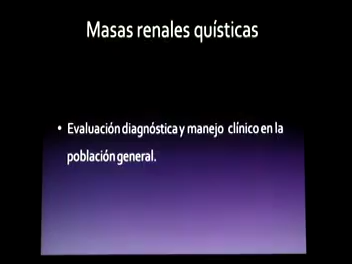 Masas renales quísticas
• Evaluación diagnóstica y manejo clínico en la
población general.